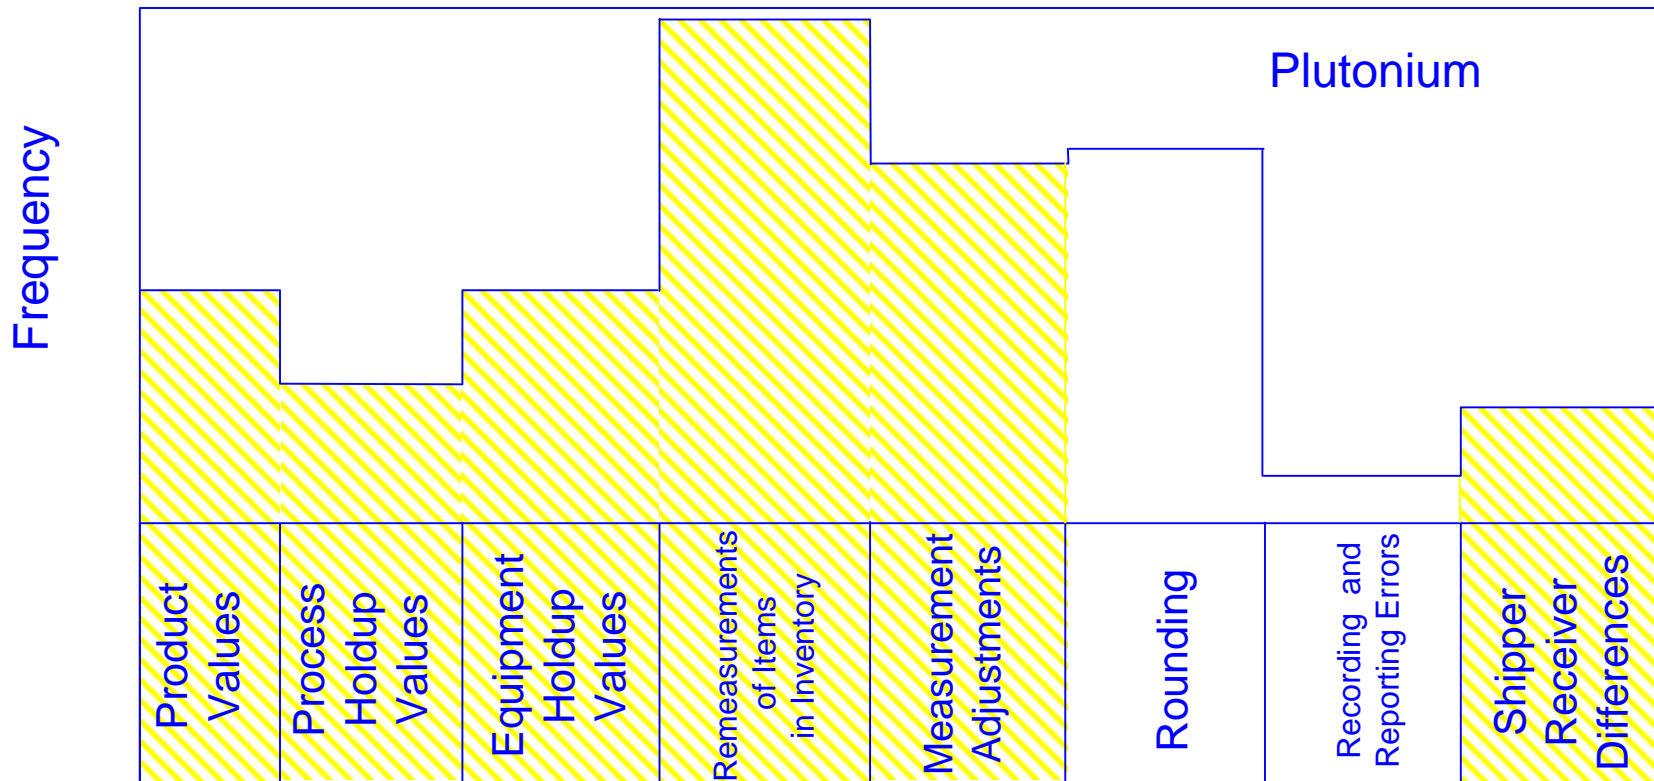 Plutonium
Frequency
Product
Values
Process
Holdup
Values
Equipment
Holdup
Values
Remeasurements
of Items
in Inventory
Measurement
Adjustments
Rounding
Recording and
Reporting Errors
Shipper
Receiver
Differences